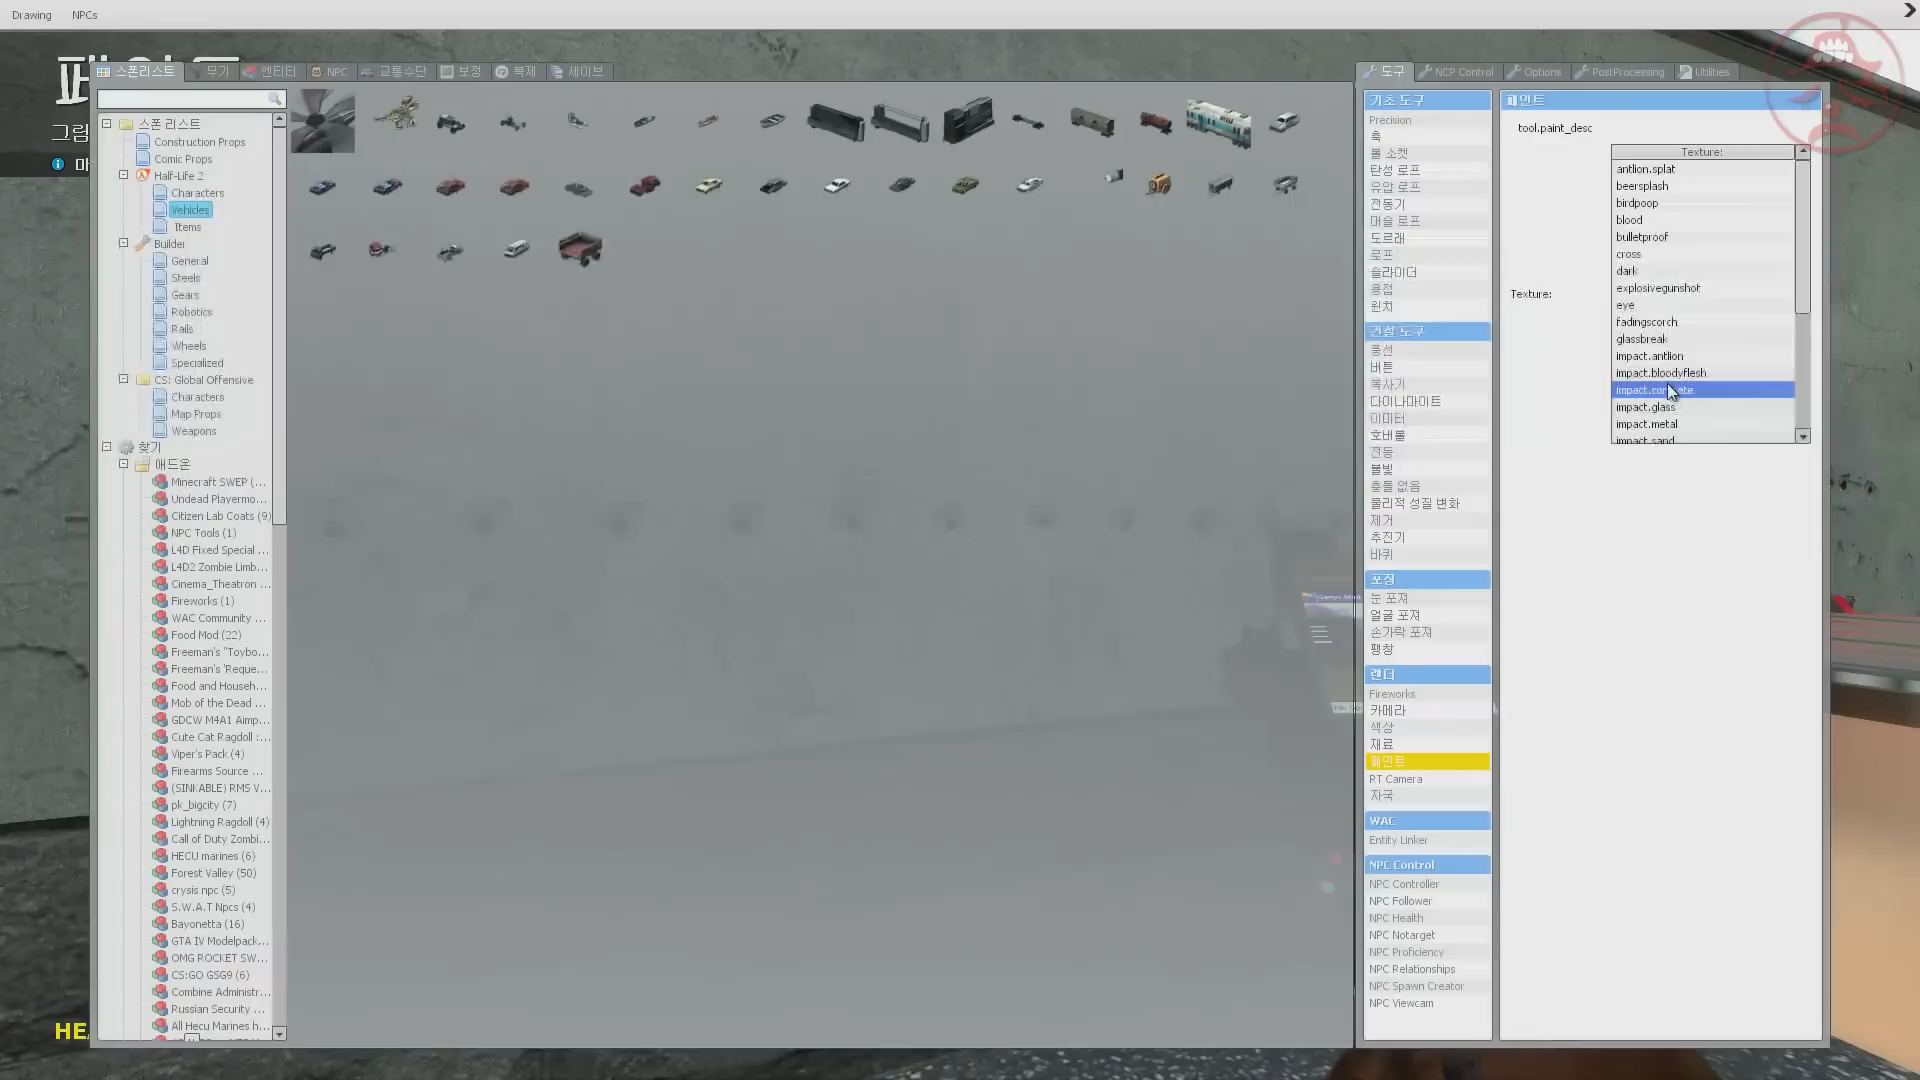 Drawing
NPCs
스폰리스트
무기
엔티티
NPC
교통수단
보정
복제
세이브
도구
NCP Control
Options
PostProcessing
Utilities
그림
스폰 리스트
Construction Props
Comic Props
Half-Life 2
Characters
Vehicles
Items
Builder
General
Steels
Gears
Robotics
Rails
Wheels
Specialized
CS: Global Offensive
Characters
Map Props
Weapons
찾기
애드온
Minecraft SWEP (...
Undead Playermo...
Citizen Lab Coats (9)
NPC Tools (1)
L4D Fixed Special ...
L4D2 Zombie Limb...
Cinema_Theatron ...
Fireworks (1)
WAC Community ...
Food Mod (22)
Freeman's "Toybo...
Freeman's 'Reque...
Food and Househ...
Mob of the Dead ...
GDCW M4A1 Aimp...
Cute Cat Ragdoll :...
Viper's Pack (4)
Firearms Source ...
(SINKABLE) RMS V...
pk_bigcity (7)
Lightning Ragdoll (4)
Call of Duty Zombi...
HECU marines (6)
Forest Valley (50)
crysis npc (5)
S.W.A.T Npcs (4)
Bayonetta (16)
GTA IV Modelpack...
OMG ROCKET SW...
CS:GO GSG9 (6)
Combine Administr...
Russian Security ...
All Hecu Marines h...
기초 도구
Precision
축
볼 소켓
탄성 로프
유압 로프
전동기
머슬 로프
도르래
로프
슬라이더
용접
윈치
건설 도구
풍선
버튼
복사기
다이나마이트
이미터
호버볼
전등
불빛
충돌 없음
물리적 성질 변화
제거
추진기
바퀴
포징
눈 포져
얼굴 포져
손가락 포져
팽창
렌더
Fireworks
카메라
색상
재료
페인트
RT Camera
자국
WAC
Entity Linker
NPC Control
NPC Controller
NPC Follower
NPC Health
NPC Notarget
NPC Proficiency
NPC Relationships
NPC Spawn Creator
NPC Viewcam
페인트
tool.paint_desc
Texture:
Texture:
antlion.splat
beersplash
birdpoop
blood
bulletproof
cross
dark
explosivegunshot
eye
fadingscorch
glassbreak
impact.antlion
impact.bloodyflesh
impact.concrete
impact.glass
impact.metal
impact.sand